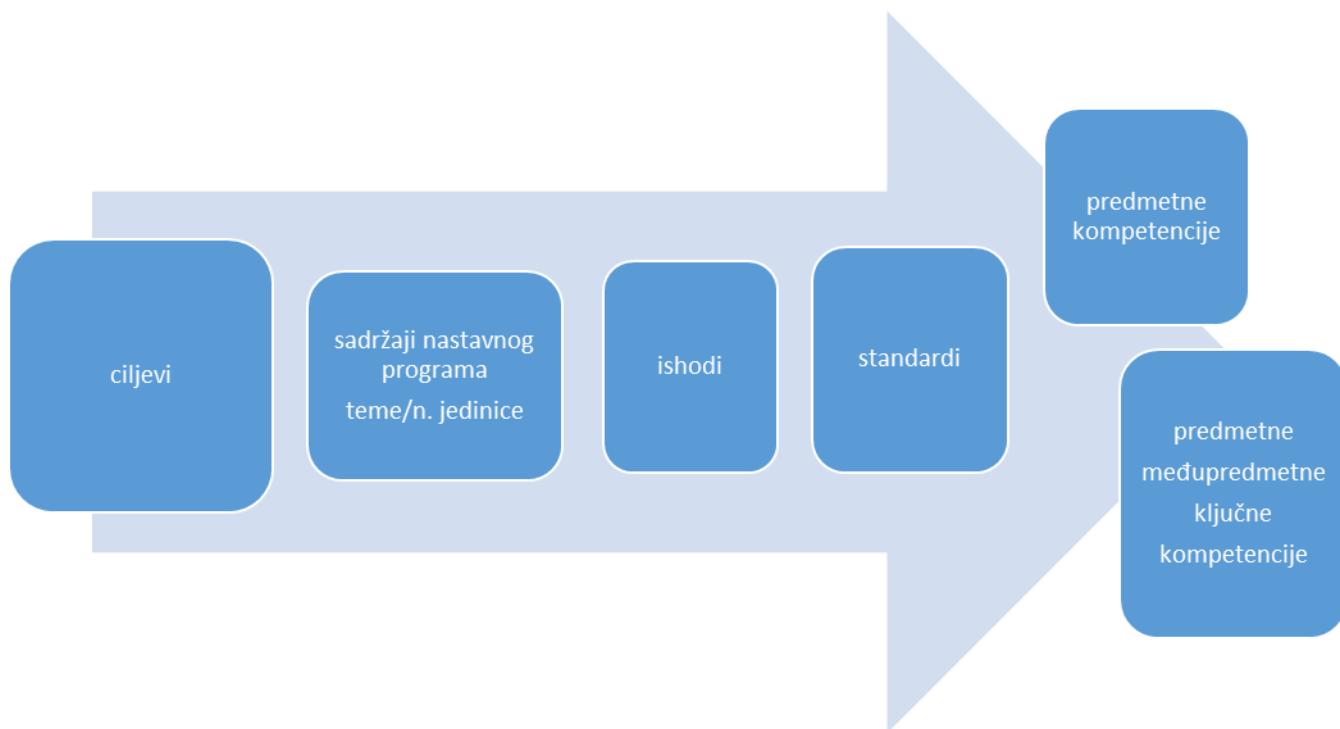 ciljevi
sadržaji nastavnog
programa
teme/n. jedinice
ishodi
standardi
predmetne
kompetencije
predmetne
međupredmetne
ključne
kompetencije